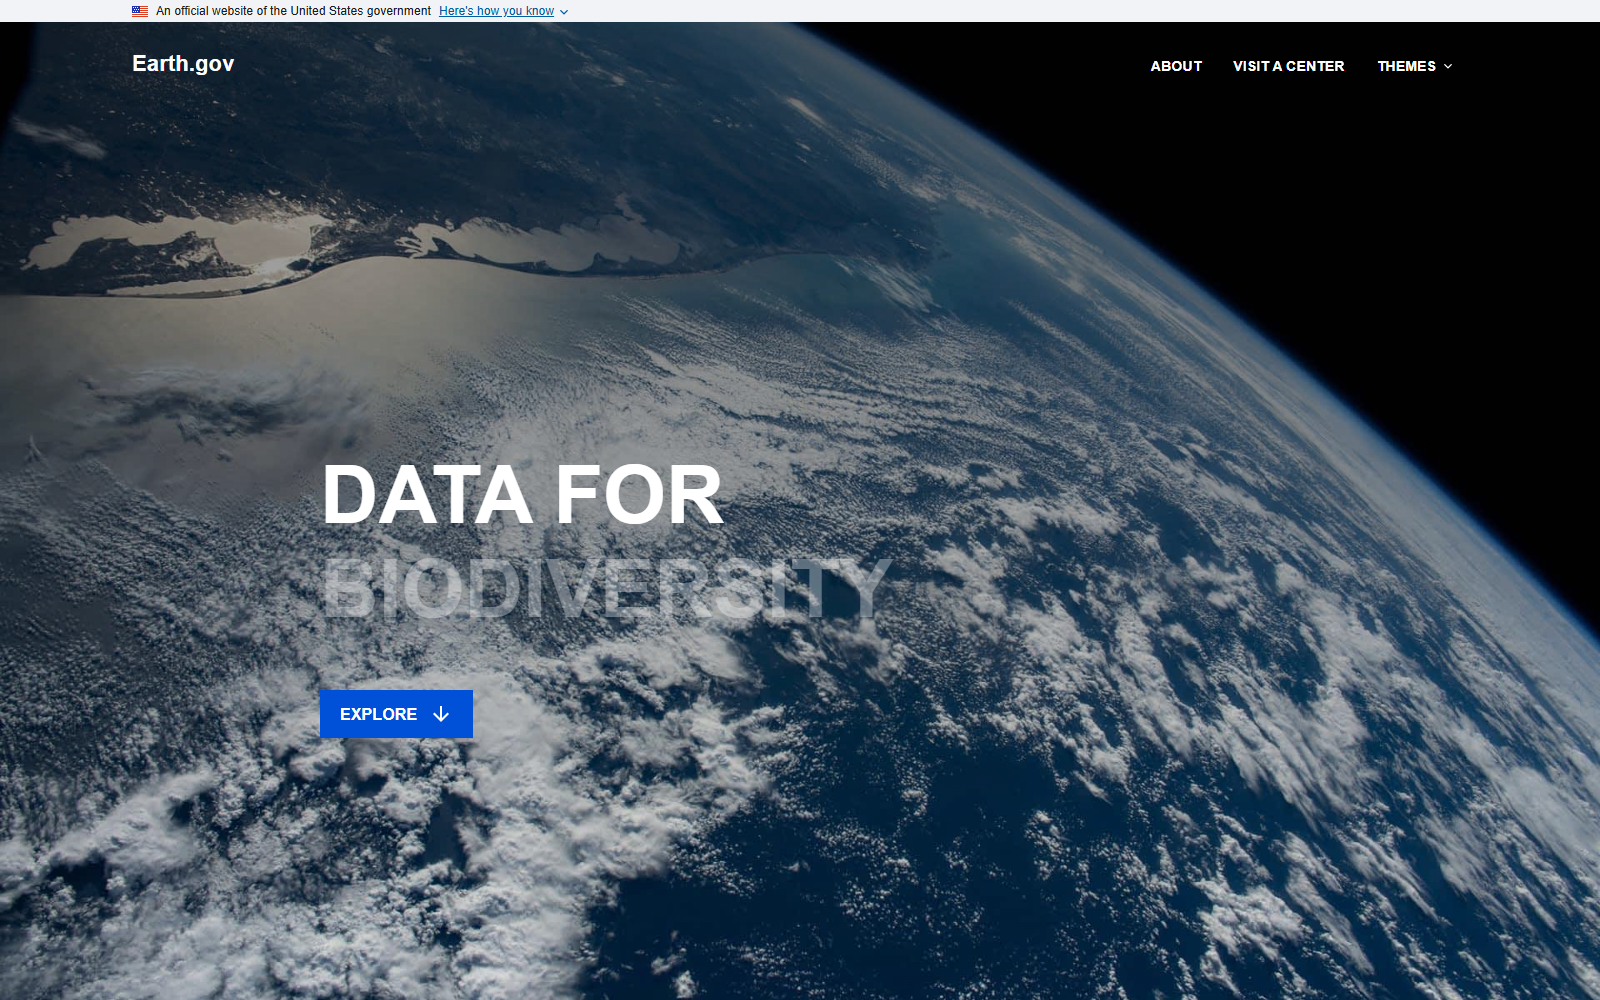 An official website of the United States government Here's how you know
Earth.gov
ABOUT VISIT A CENTER THEMES
DATA FOR
BIODIVERSITY
EXPLORE